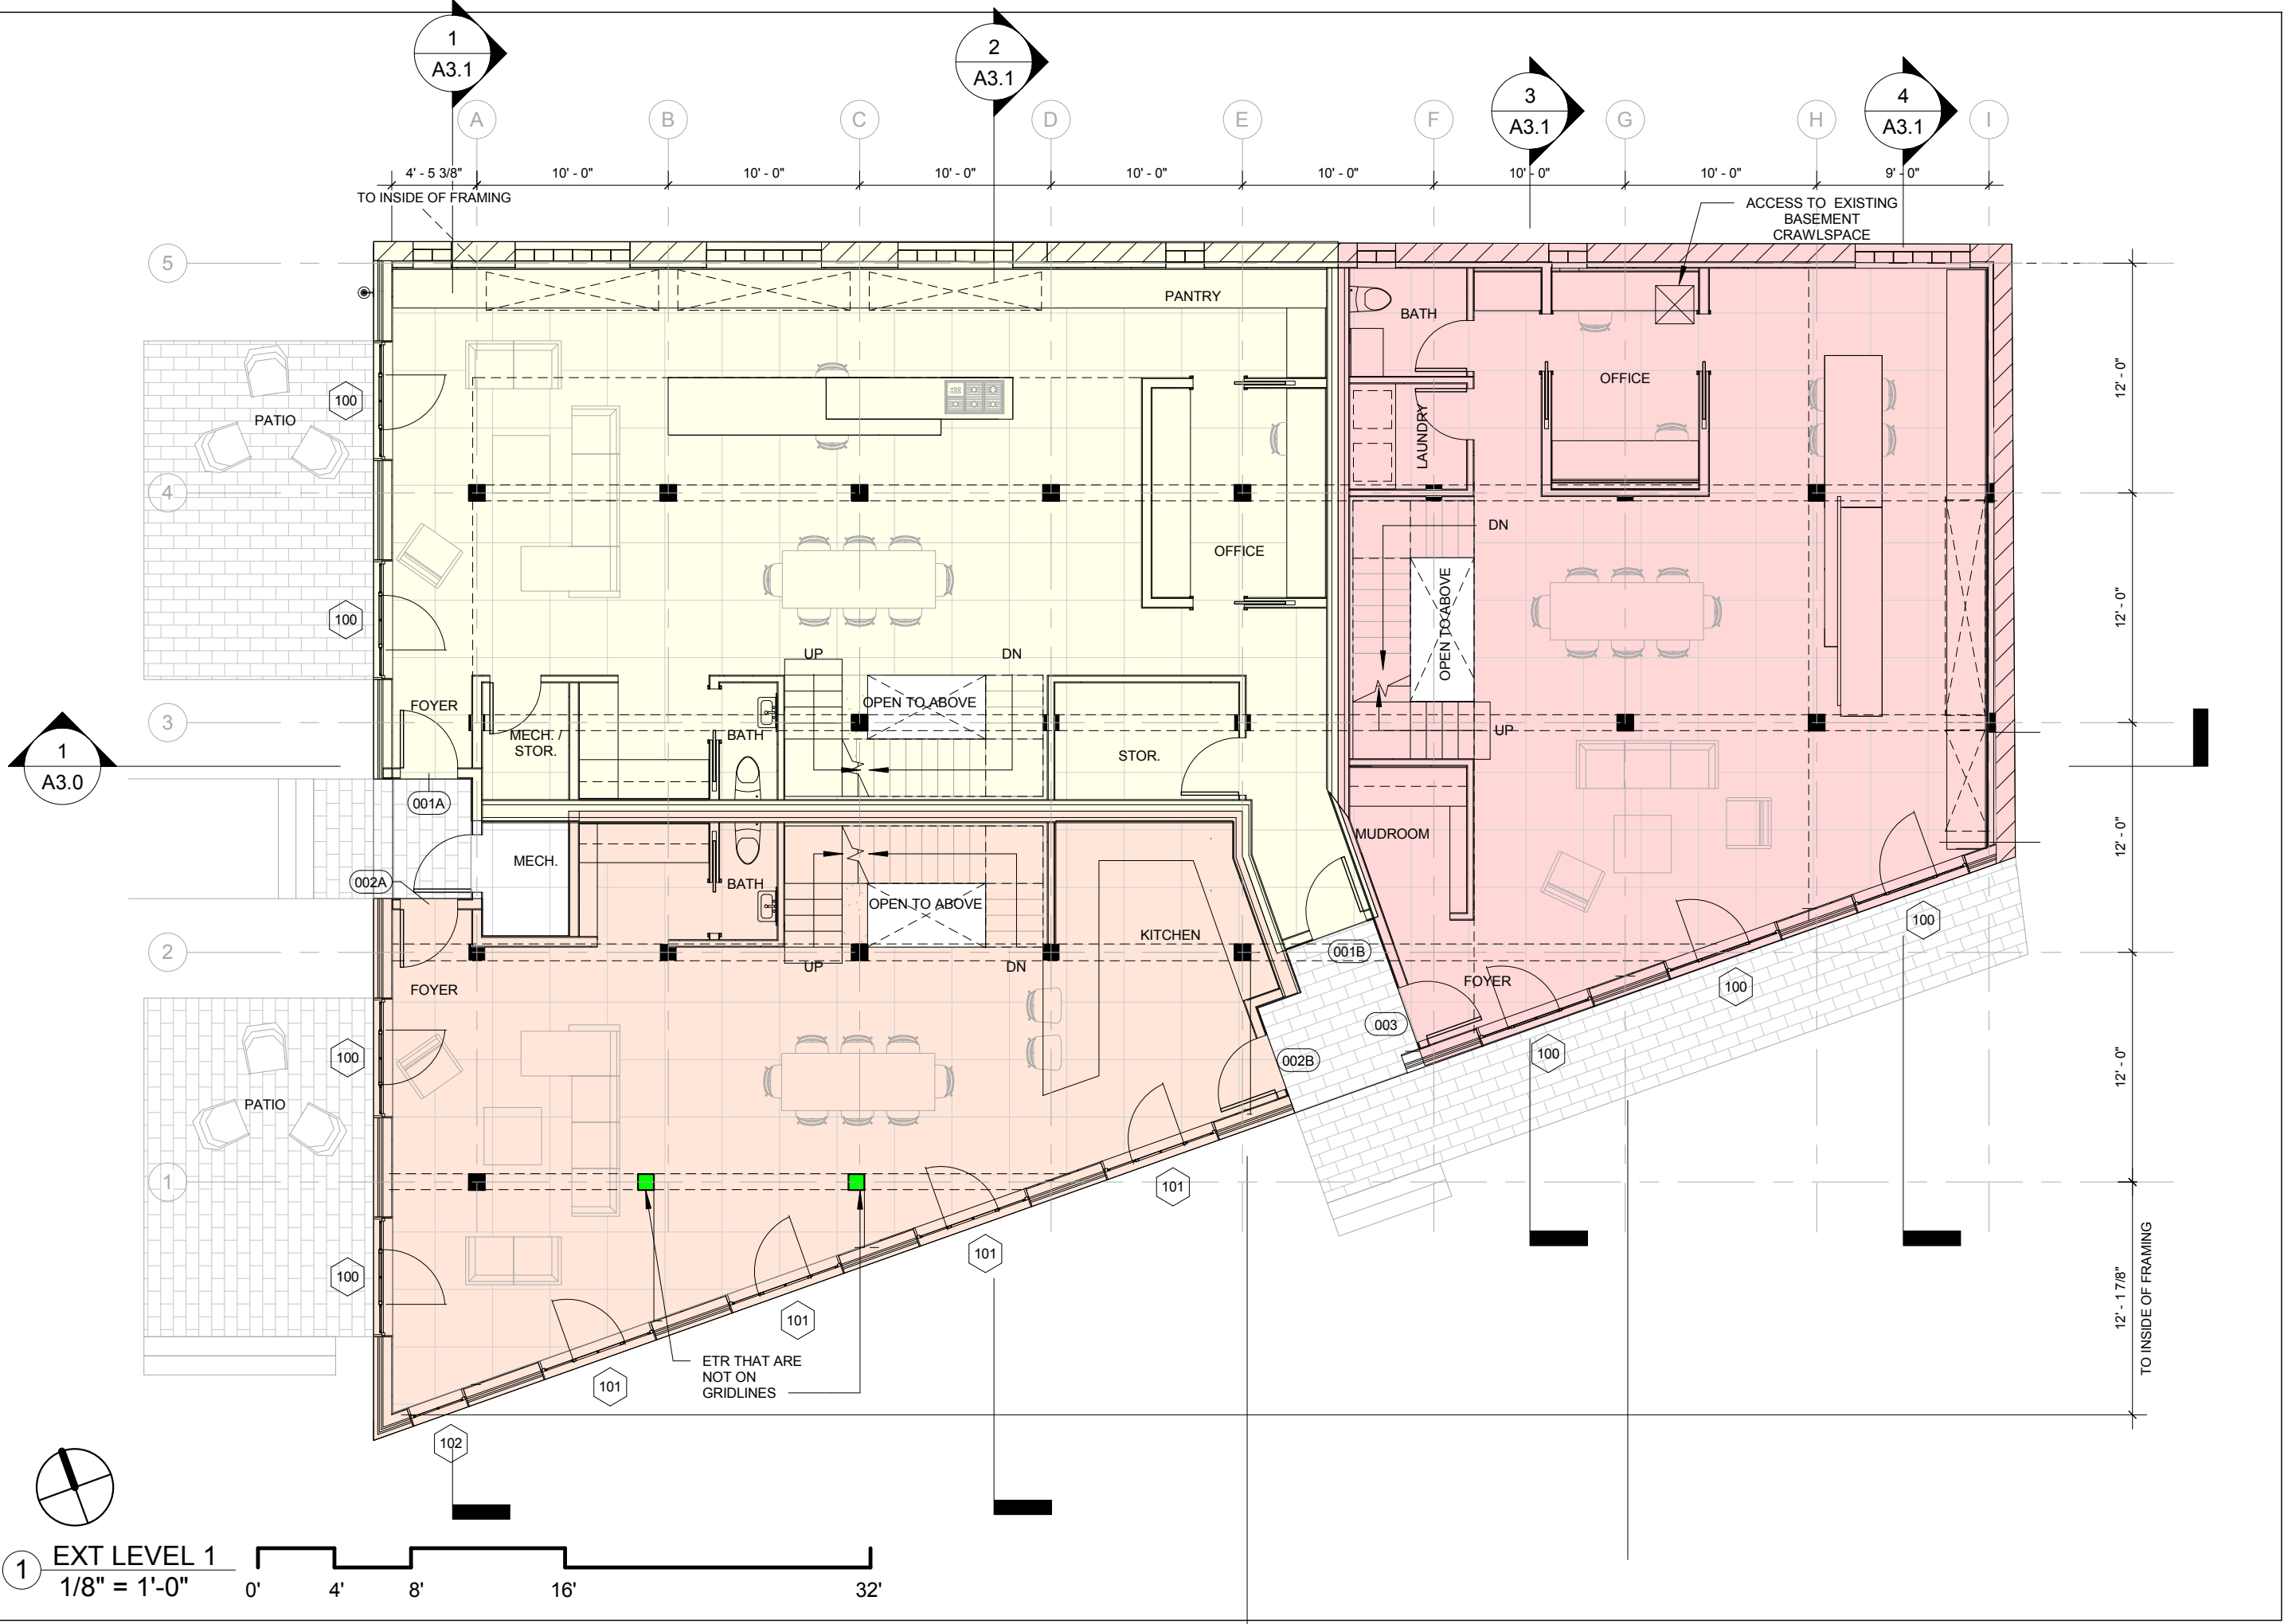 1
A3.1
2
A3.1
3
A3.1
4
A3.1
A
B
C
D
E
F
G
H
I
4' - 5 3/8"
10' - 0"
10' - 0"
10' - 0"
10' - 0"
10' - 0"
10' - 0"
10' - 0"
9' - 0"
TO INSIDE OF FRAMING
ACCESS TO EXISTING
BASEMENT
CRAWLSPACE
5
PANTRY
BATH
OFFICE
12' - 0"
100
PATIO
LAUNDRY
4
DN
OFFICE
OPEN TO ABOVE
12' - 0"
100
UP
DN
FOYER
OPEN TO ABOVE
3
MECH. /
STOR.
BATH
STOR.
UP
1
A3.0
001A
MUDROOM
12' - 0"
MECH.
002A
BATH
OPEN TO ABOVE
KITCHEN
100
2
001B
UP
DN
FOYER
FOYER
100
003
100
100
002B
12' - 0"
PATIO
1
101
101
100
101
12' - 1 7/8"
TO INSIDE OF FRAMING
ETR THAT ARE
NOT ON
GRIDLINES
101
102
1
EXT LEVEL 1
1/8" = 1'-0"
0'
4'
8'
16'
32'